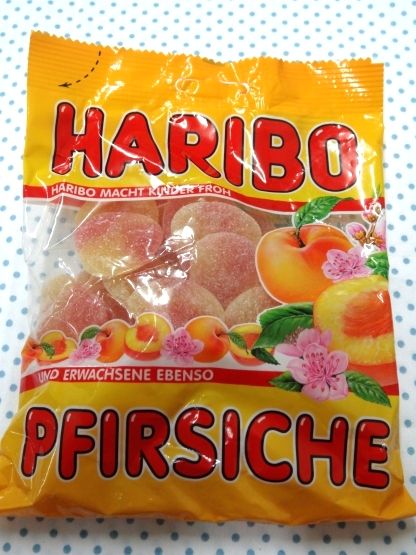 HARIBO
HARIBO MACHT KINDER FROH
UND ERWACHSENE EBENSO
PFIRSICHE